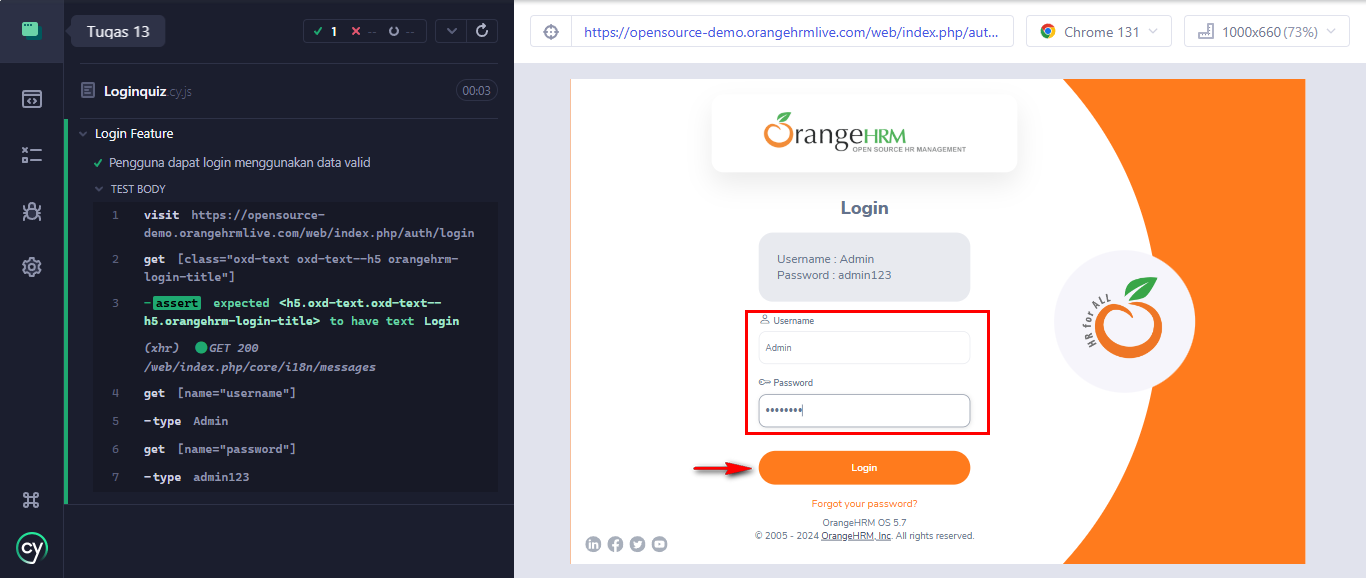 Tugas 13
1 -- --
Loginquiz.cy.js
00:03
Login Feature
Pengguna dapat login menggunakan data valid
TEST BODY
1 visit https://opensource-
demo.orangehrmlive.com/web/index.php/auth/login
2 get [class="oxd-text oxd-text--h5 orangehrm-
login-title"]
3 -assert expected <h5.oxd-text.oxd-text--
h5.orangehrm-login-title> to have text Login
(xhr) GET 200
/web/index.php/core/i18n/messages
4 get [name="username"]
5 -type Admin
6 get [name="password"]
7 -type admin123
cy
https://opensource-demo.orangehrmlive.com/web/index.php/aut...
Chrome 131
1000x660 (73%)
OrangeHRM
OPEN SOURCE HR MANAGEMENT
Login
Username : Admin
Password : admin123
Username
Admin
Password
••••••••
Login
Forgot your password?
OrangeHRM OS 5.7
© 2005 - 2024 OrangeHRM, Inc. All rights reserved.
in
HR for ALL